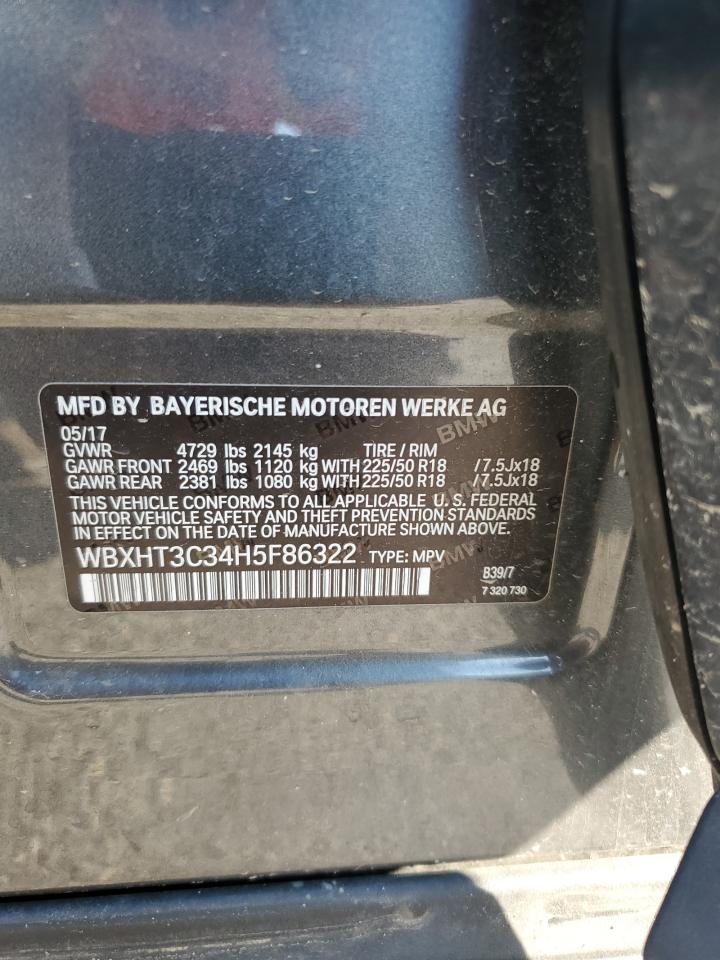 MFD BY BAYERISCHE MOTOREN WERKE AG
05/17
GVWR 4729 lbs 2145 kg TIRE / RIM
GAWR FRONT 2469 lbs 1120 kg WITH 225/50 R18 /7.5Jx18
GAWR REAR 2381 lbs 1080 kg WITH 225/50 R18 /7.5Jx18
THIS VEHICLE CONFORMS TO ALL APPLICABLE U.S. FEDERAL
MOTOR VEHICLE SAFETY AND THEFT PREVENTION STANDARDS
IN EFFECT ON THE DATE OF MANUFACTURE SHOWN ABOVE.
WBXHT3C34H5F86322 TYPE: MPV
B39/7
7 320 730